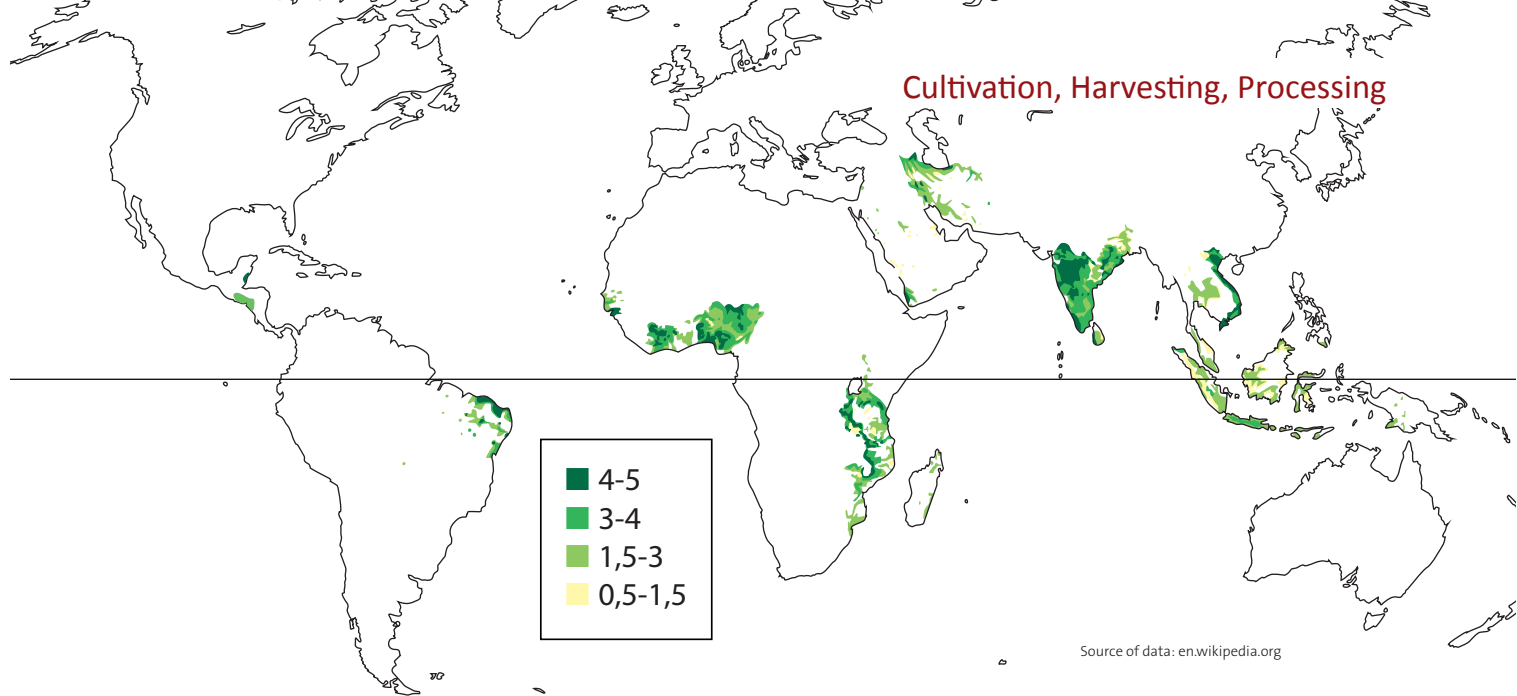 Cultivation, Harvesting, Processing
4-5
3-4
1,5-3
0,5-1,5
Source of data: en.wikipedia.org